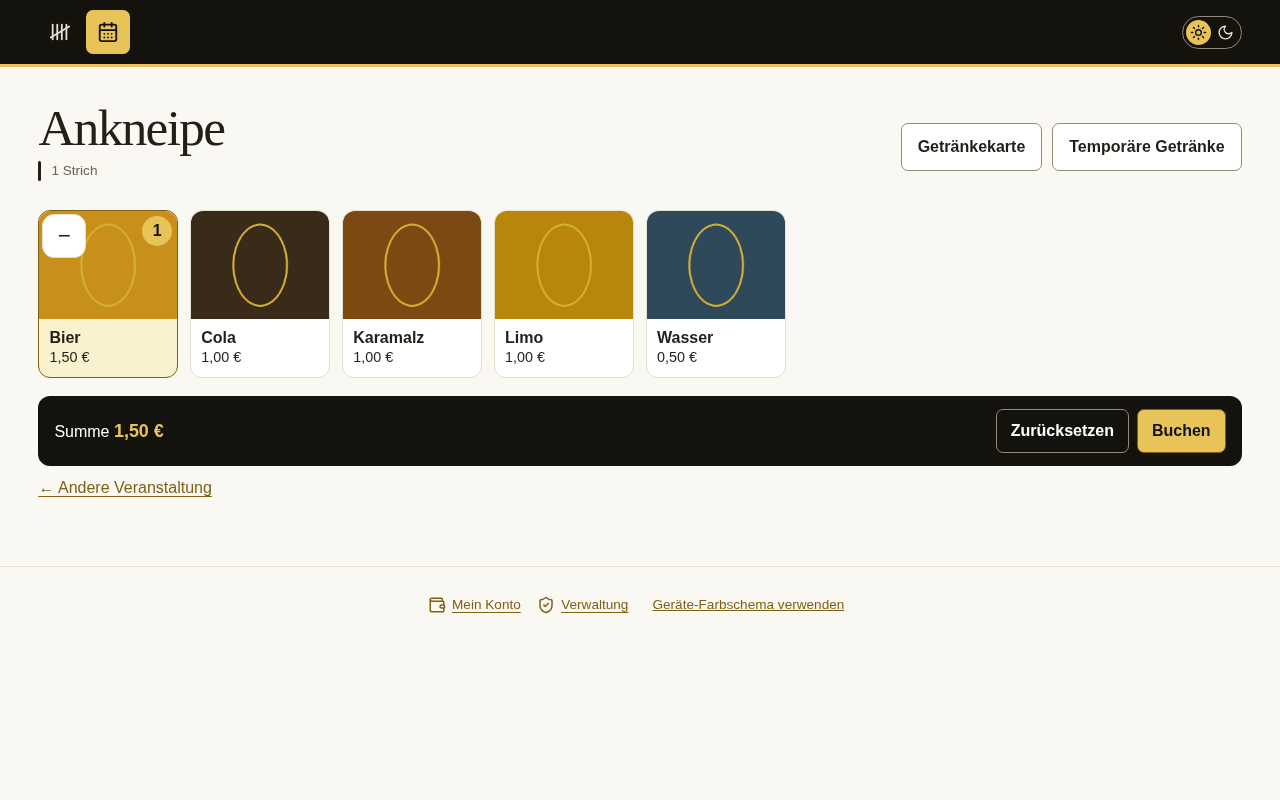 Ankneipe
1 Strich
Getränkekarte
Temporäre Getränke
−
1
Bier
1,50 €
Cola
1,00 €
Karamalz
1,00 €
Limo
1,00 €
Wasser
0,50 €
Summe 1,50 €
Zurücksetzen
Buchen
← Andere Veranstaltung
Mein Konto
Verwaltung
Geräte-Farbschema verwenden